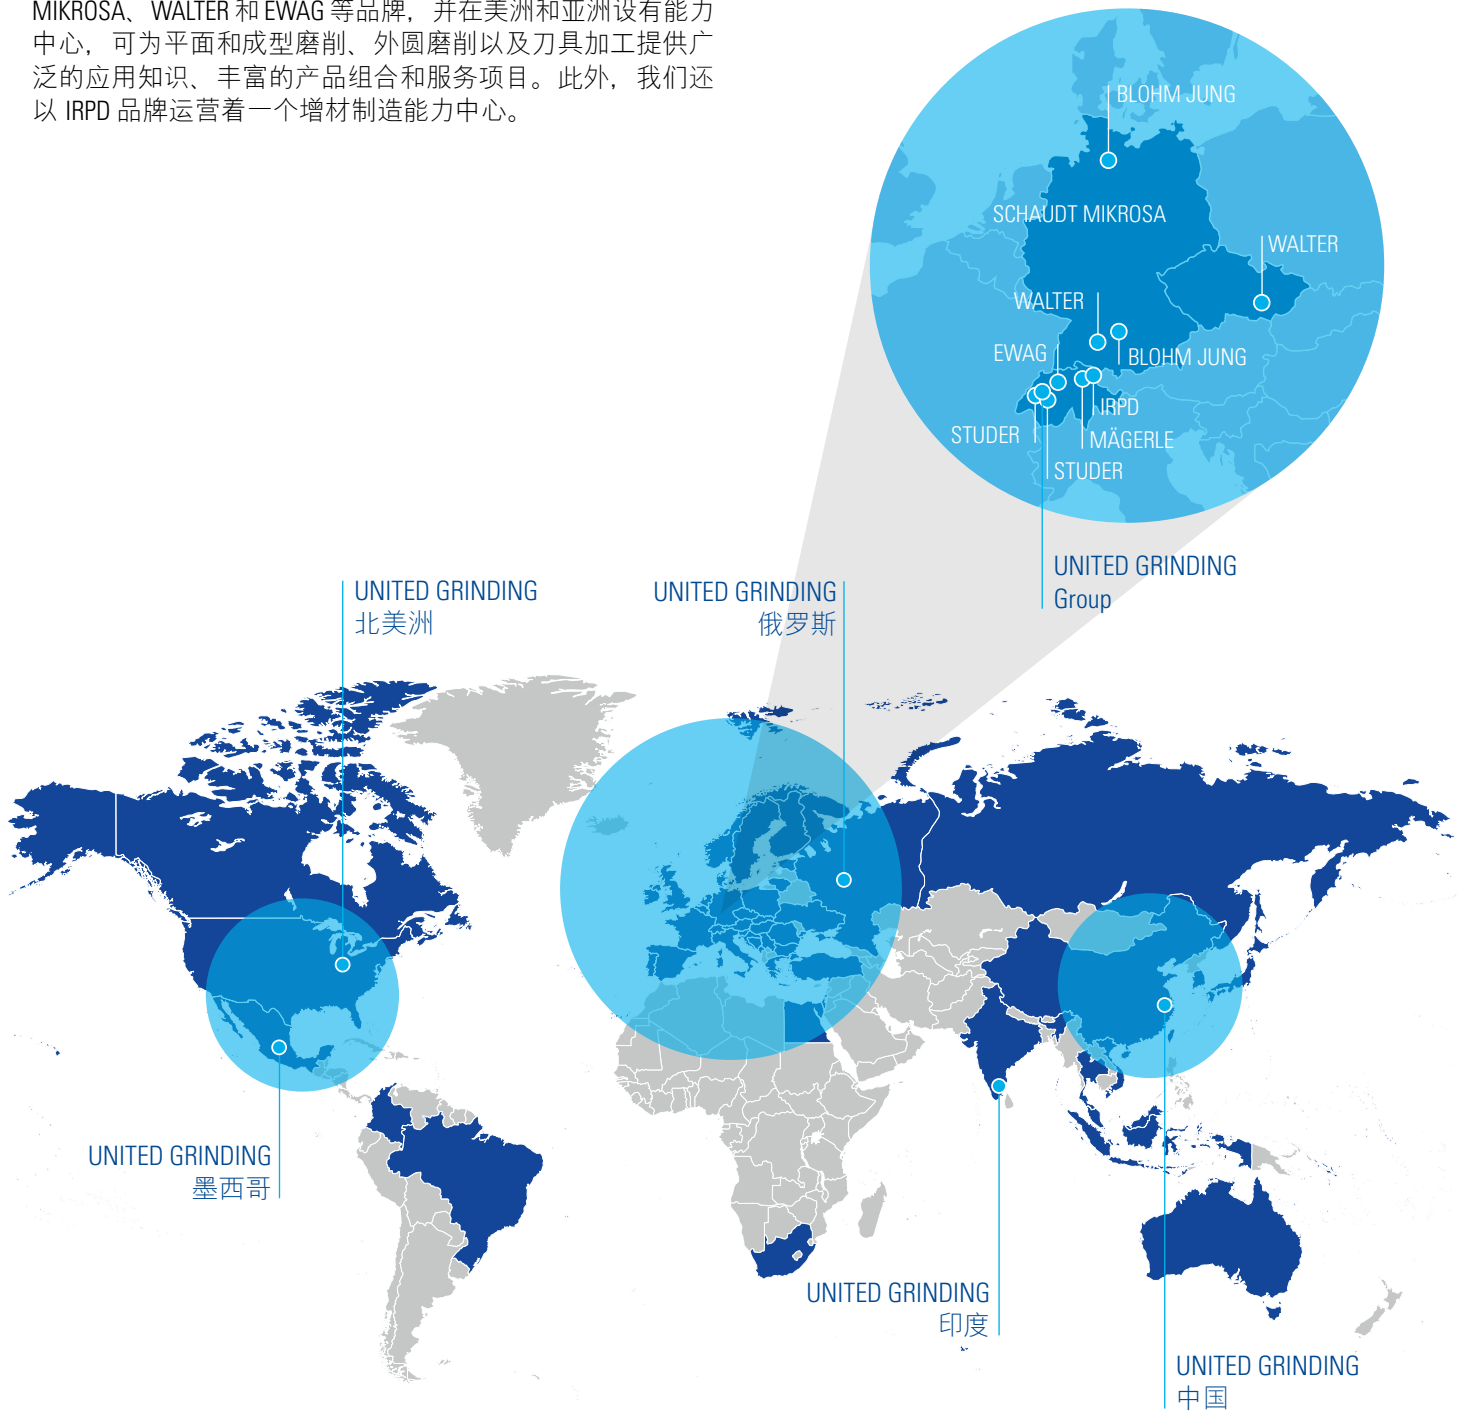 MIKROSA、WALTER 和 EWAG 等品牌，并在美洲和亚洲设有能力
中心，可为平面和成型磨削、外圆磨削以及刀具加工提供广
泛的应用知识、丰富的产品组合和服务项目。此外，我们还
以 IRPD 品牌运营着一个增材制造能力中心。
BLOHM JUNG
SCHAUDT MIKROSA
WALTER
WALTER
EWAG
BLOHM JUNG
IRPD
STUDER
MÄGERLE
STUDER
UNITED GRINDING
Group
UNITED GRINDING
北美洲
UNITED GRINDING
俄罗斯
UNITED GRINDING
墨西哥
UNITED GRINDING
印度
UNITED GRINDING
中国